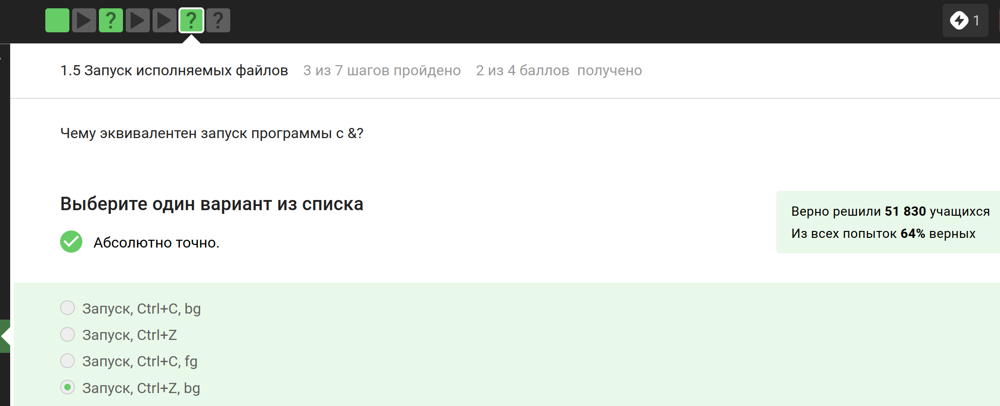 ? ? ?
1
1.5 Запуск исполняемых файлов 3 из 7 шагов пройдено 2 из 4 баллов получено
Чему эквивалентен запуск программы с &?
Выберите один вариант из списка
Абсолютно точно.
Верно решили 51 830 учащихся
Из всех попыток 64% верных
Запуск, Ctrl+C, bg
Запуск, Ctrl+Z
Запуск, Ctrl+C, fg
Запуск, Ctrl+Z, bg